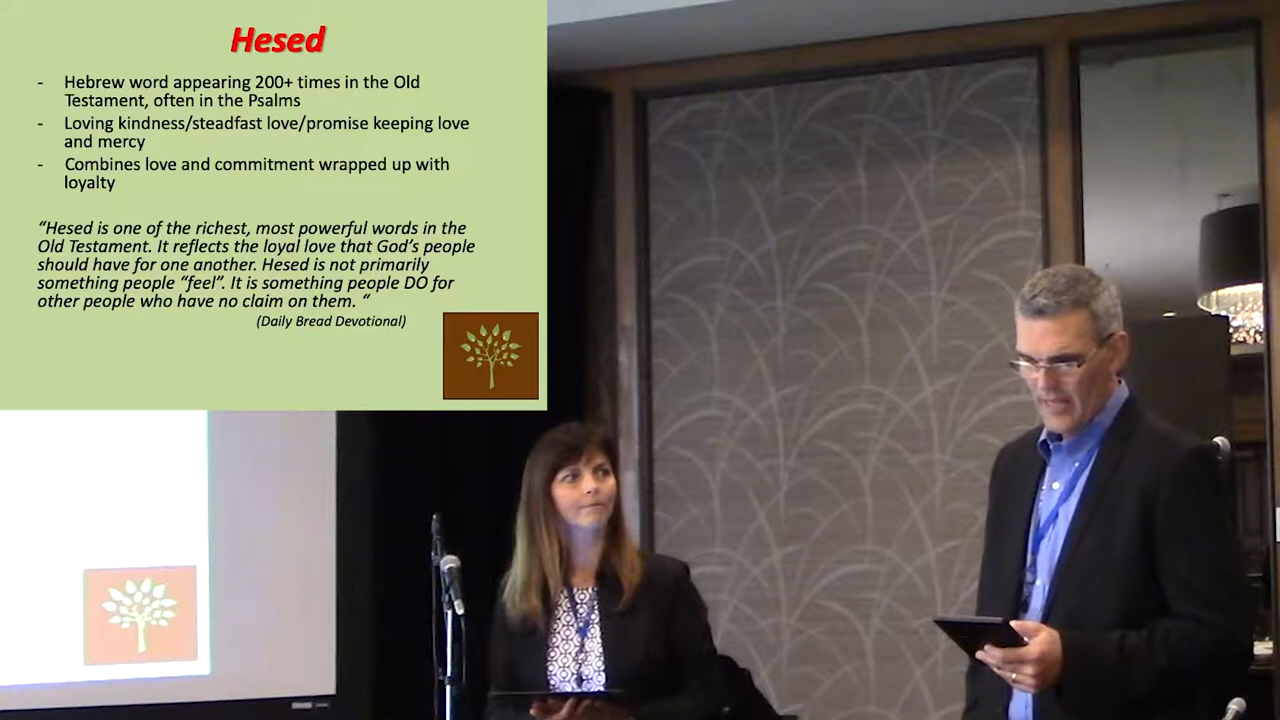 Hesed
- Hebrew word appearing 200+ times in the Old
Testament, often in the Psalms
- Loving kindness/steadfast love/promise keeping love
and mercy
- Combines love and commitment wrapped up with
loyalty
“Hesed is one of the richest, most powerful words in the
Old Testament. It reflects the loyal love that God’s people
should have for one another. Hesed is not primarily
something people “feel”. It is something people DO for
other people who have no claim on them. “
(Daily Bread Devotional)